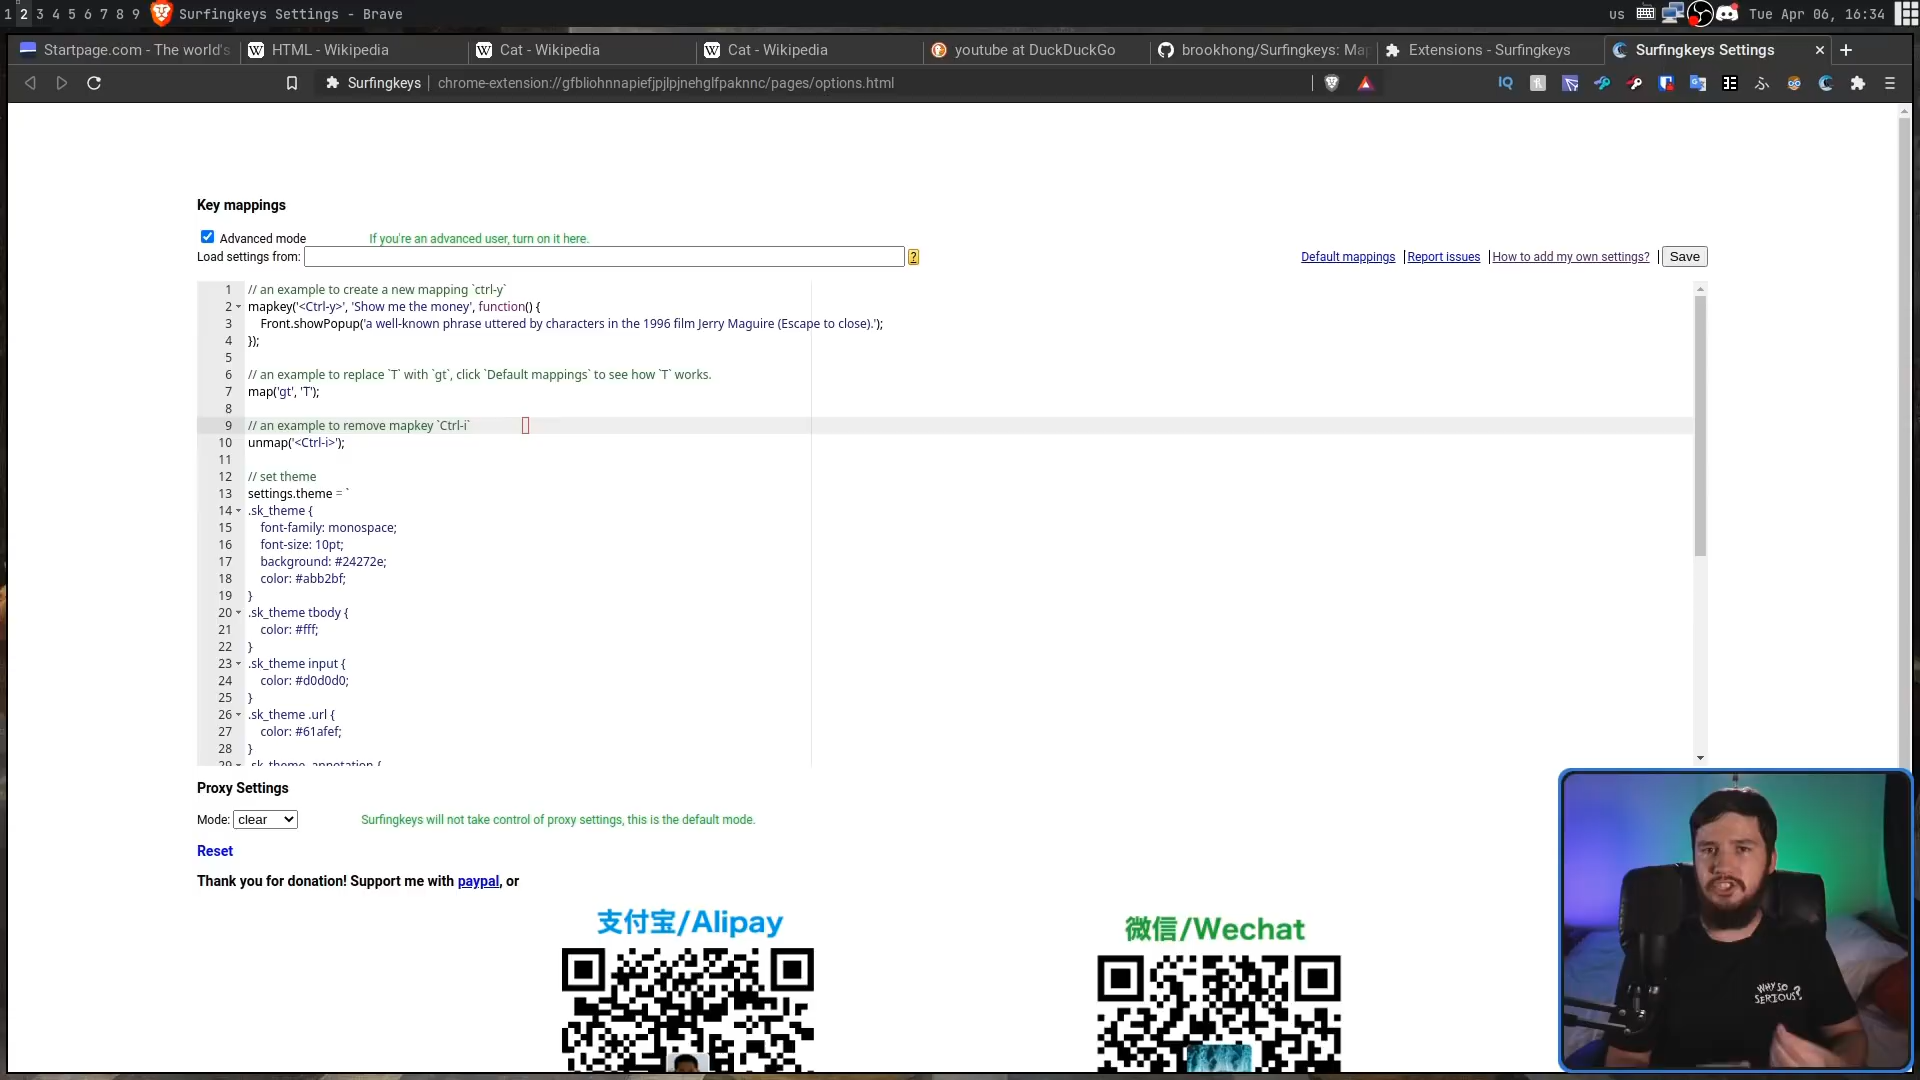 1 2 3 4 5 6 7 8 9 Surfingkeys Settings - Brave us Tue Apr 06, 16:34
Startpage.com - The world's HTML - Wikipedia Cat - Wikipedia Cat - Wikipedia youtube at DuckDuckGo brookhong/Surfingkeys: Map Extensions - Surfingkeys Surfingkeys Settings
Surfingkeys chrome-extension://gfbliohnnapiefjpjlpjnehglfpaknnc/pages/options.html IQ
Key mappings
Advanced mode If you're an advanced user, turn on it here.
Load settings from: ? Default mappings | Report issues | How to add my own settings? | Save
1 // an example to create a new mapping `ctrl-y`
2 mapkey('<Ctrl-y>', 'Show me the money', function() {
3 Front.showPopup('a well-known phrase uttered by characters in the 1996 film Jerry Maguire (Escape to close).');
4 });
5
6 // an example to replace `T` with `gt`, click `Default mappings` to see how `T` works.
7 map('gt', 'T');
8
9 // an example to remove mapkey `Ctrl-i`
10 unmap('<Ctrl-i>');
11
12 // set theme
13 settings.theme = `
14 .sk_theme {
15 font-family: monospace;
16 font-size: 10pt;
17 background: #24272e;
18 color: #abb2bf;
19 }
20 .sk_theme tbody {
21 color: #fff;
22 }
23 .sk_theme input {
24 color: #d0d0d0;
25 }
26 .sk_theme .url {
27 color: #61afef;
28 }
29 .sk_theme .annotation {
Proxy Settings
Mode: clear Surfingkeys will not take control of proxy settings, this is the default mode.
Reset
Thank you for donation! Support me with paypal, or
支付宝/Alipay 微信/Wechat
WHY SO
SERIOUS?